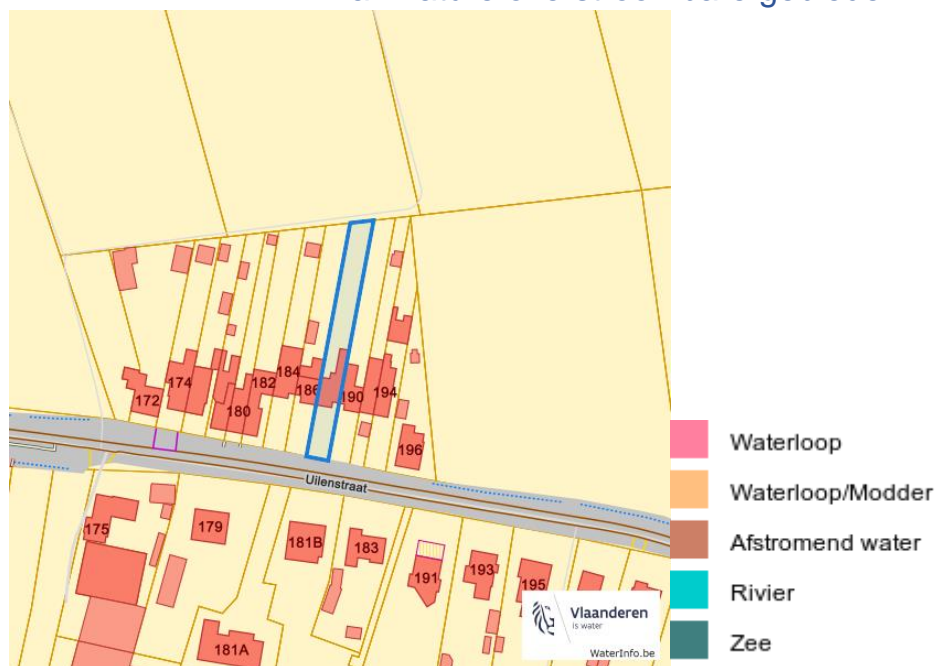 172
174
180
182
184
186
190
194
196
Uilenstraat
175
179
181B
183
191
193
195
181A
Vlaanderen
is water
WaterInfo.be
Waterloop
Waterloop/Modder
Afstromend water
Rivier
Zee